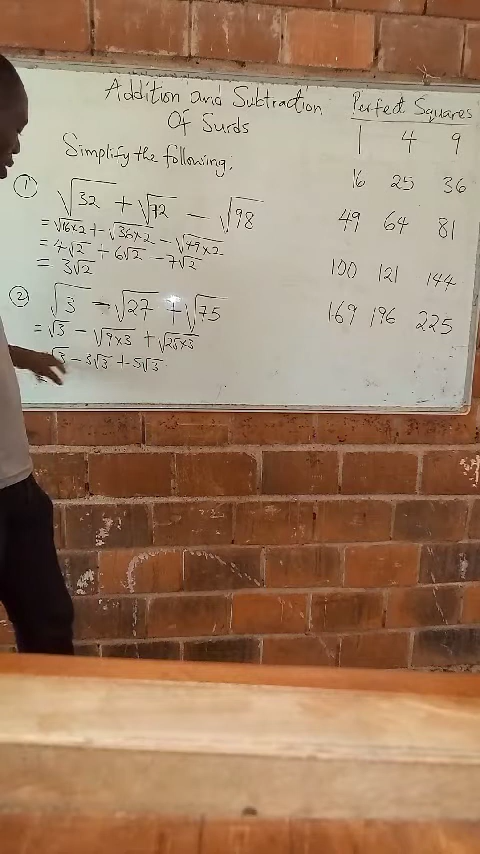 Addition and Subtraction
Of Surds
Simplify the following:
① √32 + √72 − √98
= √16×2 + √36×2 − √49×2
= 4√2 + 6√2 − 7√2
= 3√2
② √3 − √27 + √75
= √3 − √9×3 + √25×3
√3 − 3√3 + 5√3
Perfect Squares
1 4 9
16 25 36
49 64 81
100 121 144
169 196 225